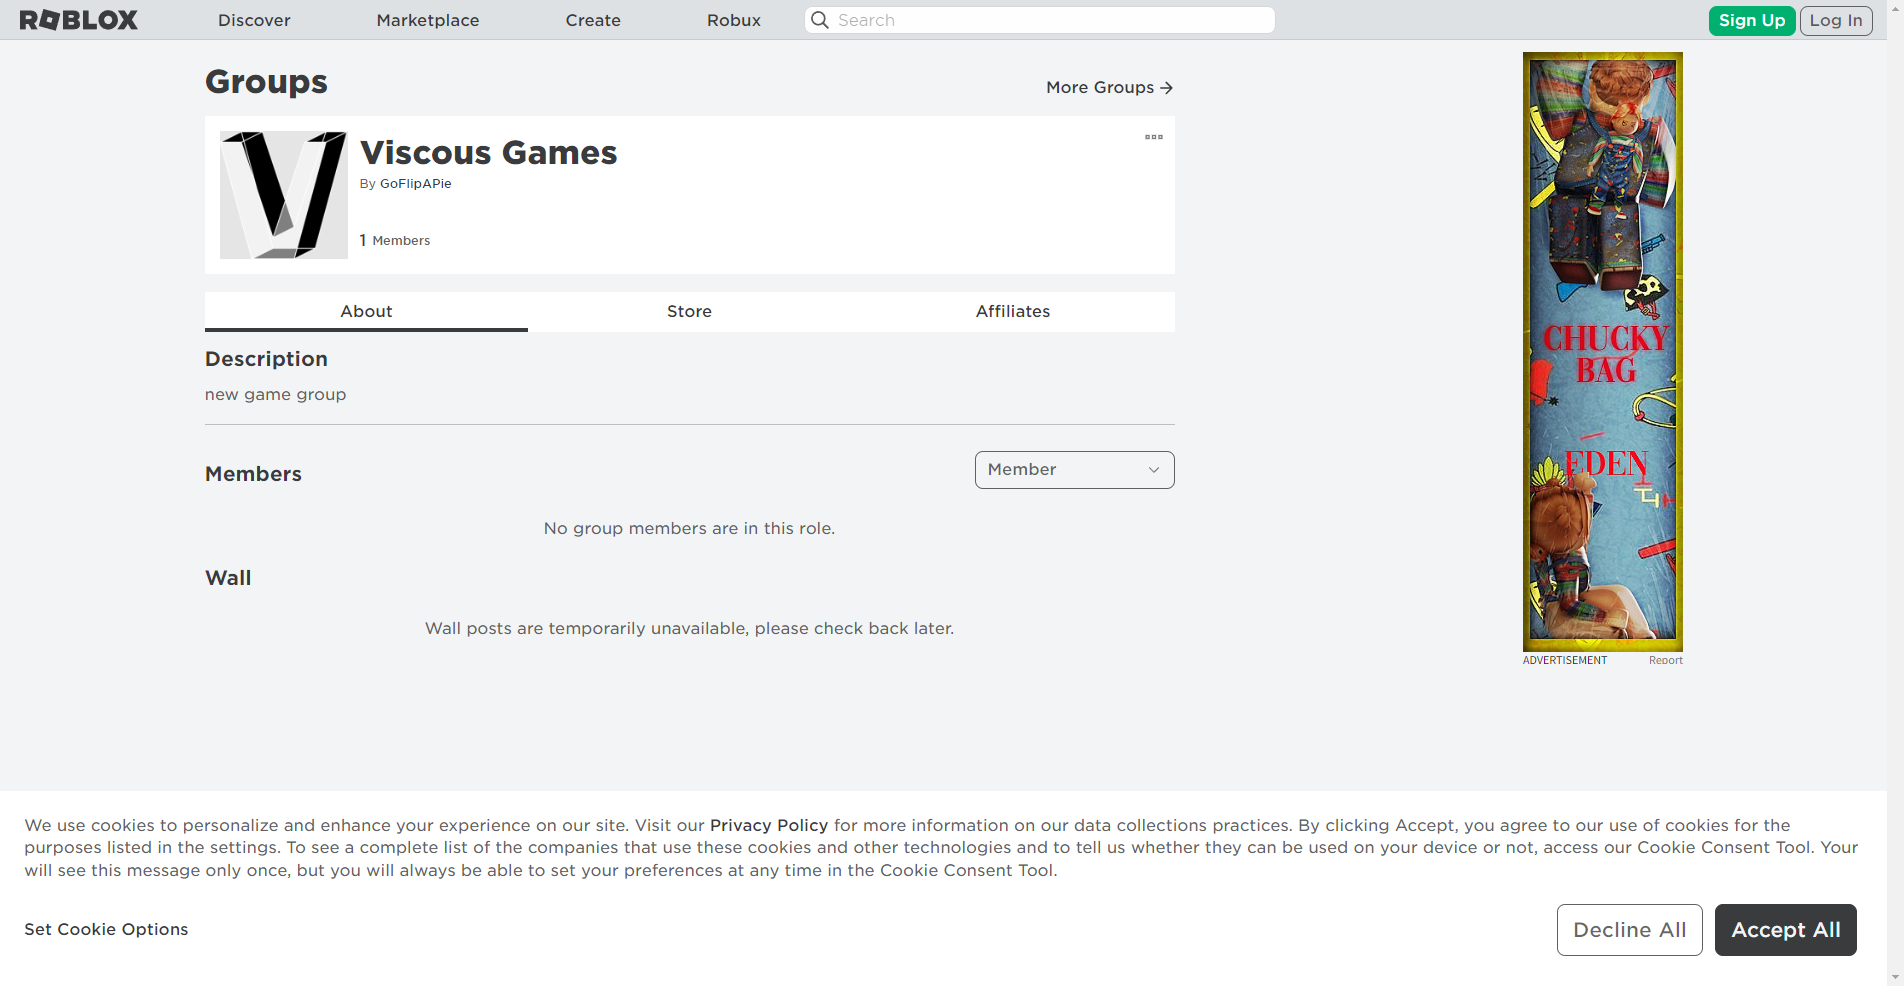 ROBLOX
Discover
Marketplace
Create
Robux
Search
Sign Up
Log In
Groups
More Groups
Viscous Games
By GoFlipAPie
1 Members
About
Store
Affiliates
Description
new game group
Members
Member
No group members are in this role.
Wall
Wall posts are temporarily unavailable, please check back later.
CHUCKY
BAG
EDEN
ADVERTISEMENT
Report
We use cookies to personalize and enhance your experience on our site. Visit our Privacy Policy for more information on our data collections practices. By clicking Accept, you agree to our use of cookies for the
purposes listed in the settings. To see a complete list of the companies that use these cookies and other technologies and to tell us whether they can be used on your device or not, access our Cookie Consent Tool. Your
will see this message only once, but you will always be able to set your preferences at any time in the Cookie Consent Tool.
Set Cookie Options
Decline All
Accept All